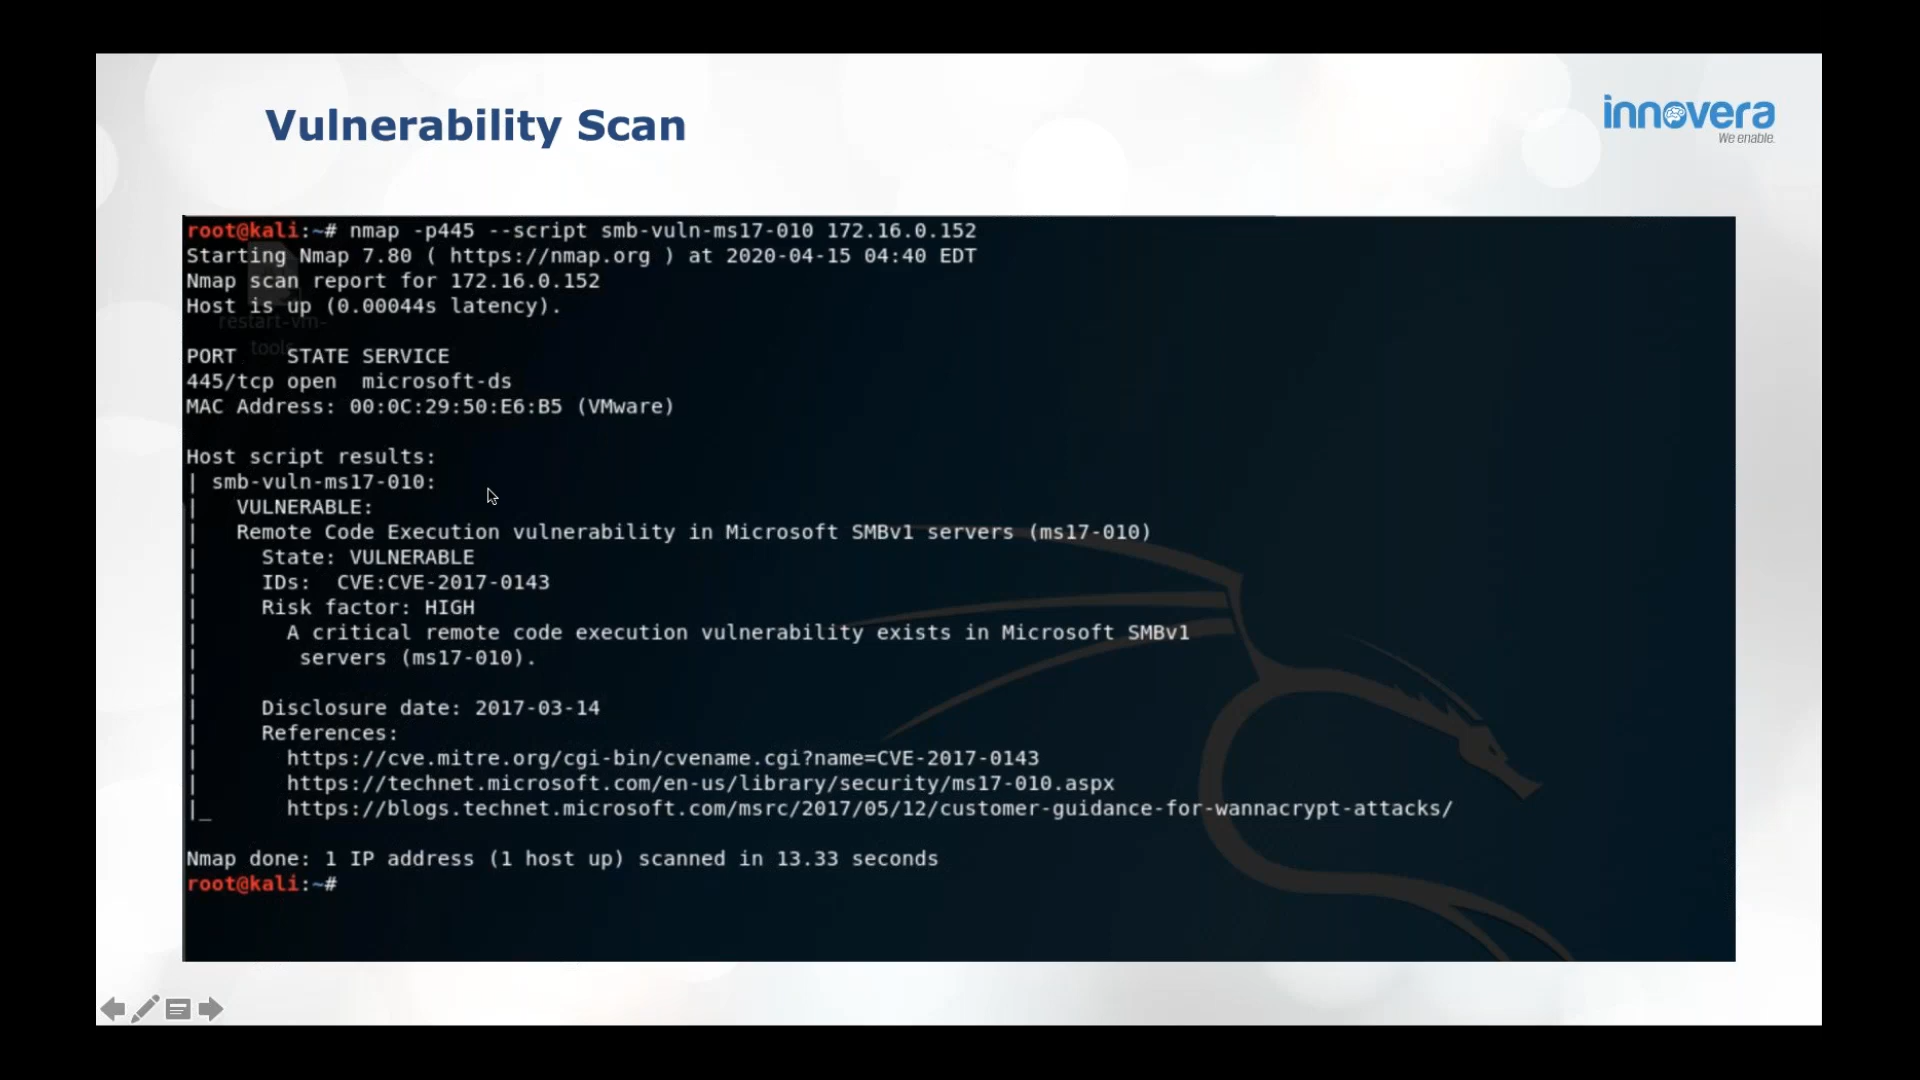 Vulnerability Scan
innovera
We enable.
root@kali:~# nmap -p445 --script smb-vuln-ms17-010 172.16.0.152
Starting Nmap 7.80 ( https://nmap.org ) at 2020-04-15 04:40 EDT
Nmap scan report for 172.16.0.152
Host is up (0.00044s latency).
restart-vm-
tools
PORT    STATE SERVICE
445/tcp open  microsoft-ds
MAC Address: 00:0C:29:50:E6:B5 (VMware)
Host script results:
| smb-vuln-ms17-010:
|   VULNERABLE:
|   Remote Code Execution vulnerability in Microsoft SMBv1 servers (ms17-010)
|     State: VULNERABLE
|     IDs:  CVE:CVE-2017-0143
|     Risk factor: HIGH
|       A critical remote code execution vulnerability exists in Microsoft SMBv1
|        servers (ms17-010).
|
|     Disclosure date: 2017-03-14
|     References:
|       https://cve.mitre.org/cgi-bin/cvename.cgi?name=CVE-2017-0143
|       https://technet.microsoft.com/en-us/library/security/ms17-010.aspx
|_      https://blogs.technet.microsoft.com/msrc/2017/05/12/customer-guidance-for-wannacrypt-attacks/
Nmap done: 1 IP address (1 host up) scanned in 13.33 seconds
root@kali:~#